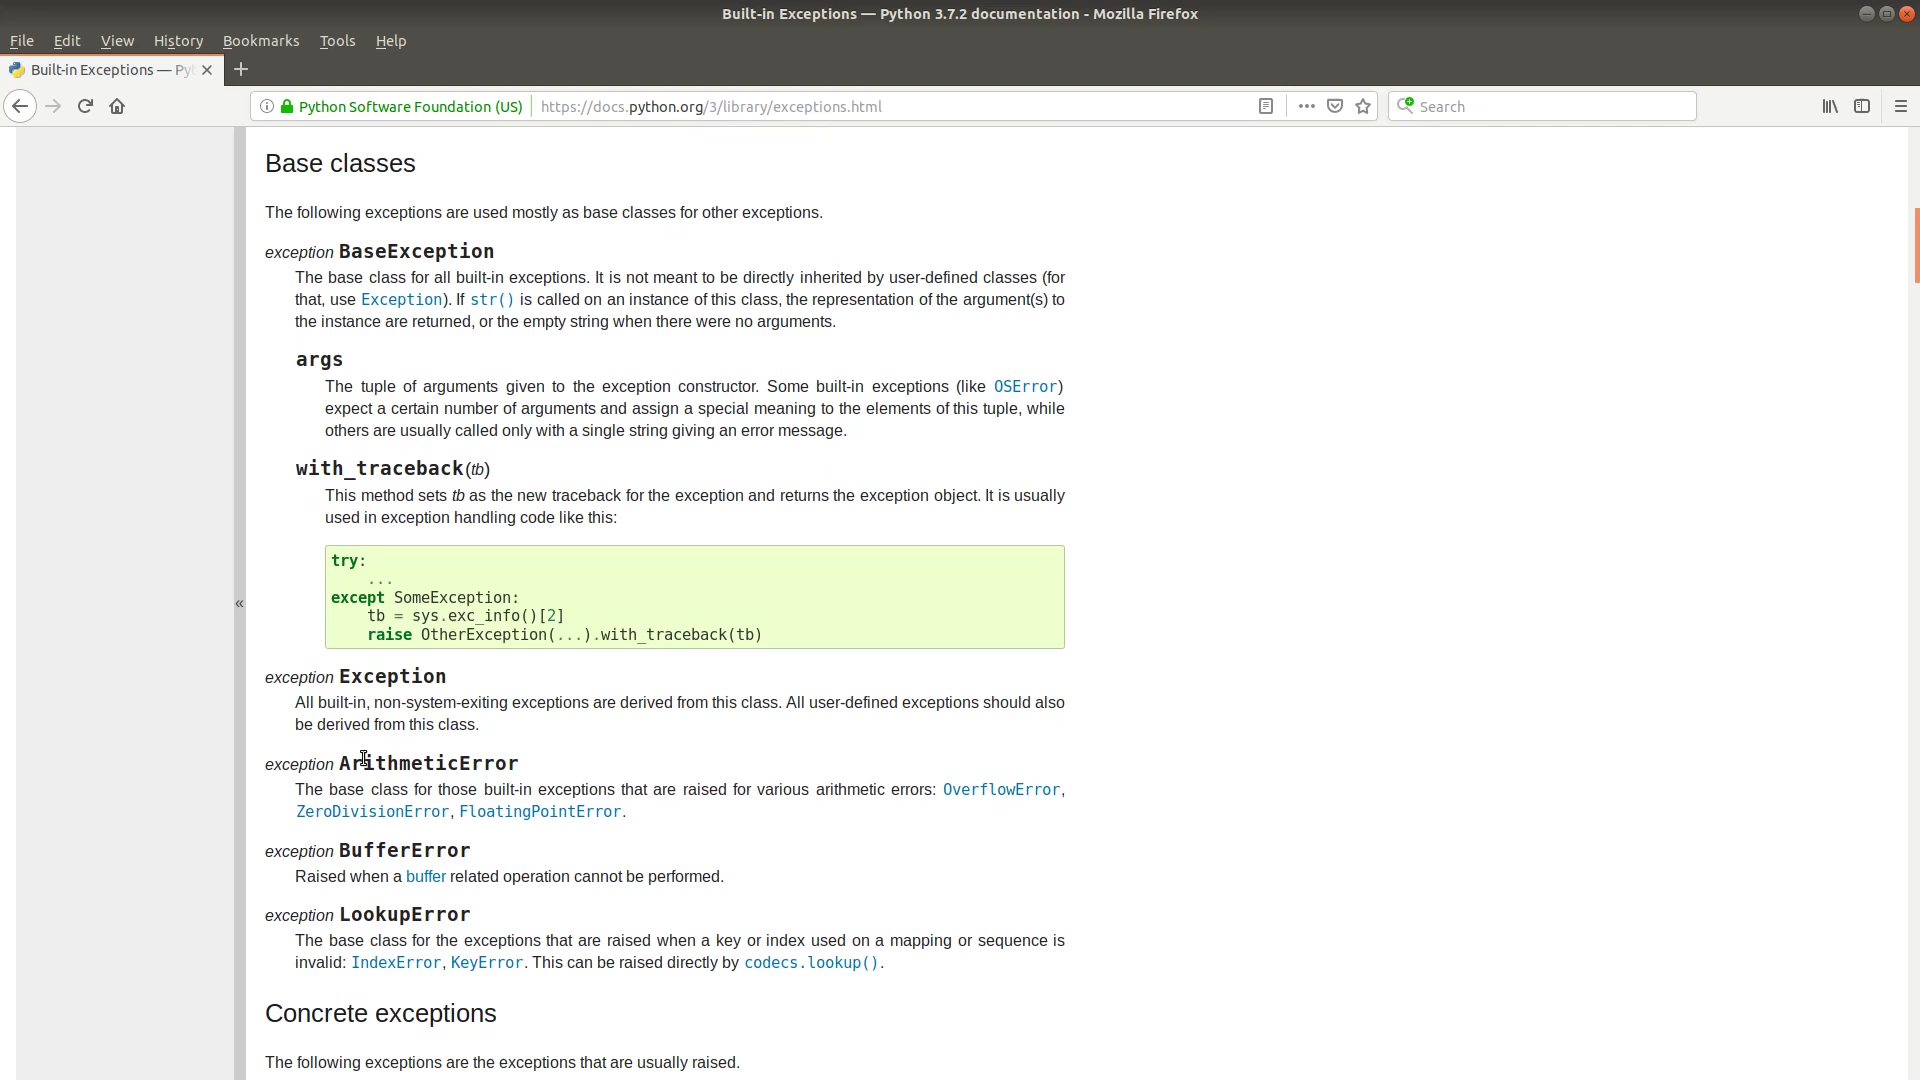 Built-in Exceptions — Python 3.7.2 documentation - Mozilla Firefox
File Edit View History Bookmarks Tools Help
Built-in Exceptions — Pyt
Python Software Foundation (US) https://docs.python.org/3/library/exceptions.html Search
Base classes
The following exceptions are used mostly as base classes for other exceptions.
exception BaseException
The base class for all built-in exceptions. It is not meant to be directly inherited by user-defined classes (for
that, use Exception). If str() is called on an instance of this class, the representation of the argument(s) to
the instance are returned, or the empty string when there were no arguments.
args
The tuple of arguments given to the exception constructor. Some built-in exceptions (like OSError)
expect a certain number of arguments and assign a special meaning to the elements of this tuple, while
others are usually called only with a single string giving an error message.
with_traceback(tb)
This method sets tb as the new traceback for the exception and returns the exception object. It is usually
used in exception handling code like this:
try:
    ...
except SomeException:
    tb = sys.exc_info()[2]
    raise OtherException(...).with_traceback(tb)
«
exception Exception
All built-in, non-system-exiting exceptions are derived from this class. All user-defined exceptions should also
be derived from this class.
exception ArithmeticError
The base class for those built-in exceptions that are raised for various arithmetic errors: OverflowError,
ZeroDivisionError, FloatingPointError.
exception BufferError
Raised when a buffer related operation cannot be performed.
exception LookupError
The base class for the exceptions that are raised when a key or index used on a mapping or sequence is
invalid: IndexError, KeyError. This can be raised directly by codecs.lookup().
Concrete exceptions
The following exceptions are the exceptions that are usually raised.